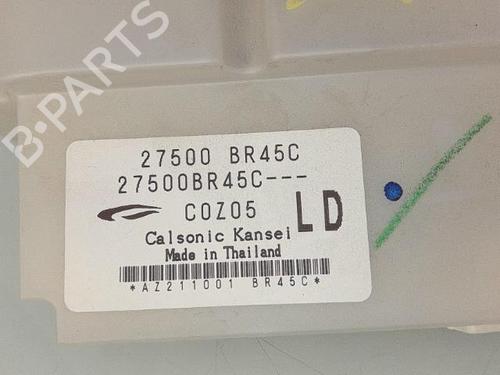 B-PARTS
27500 BR45C
27500BR45C---
C0Z05
LD
Calsonic Kansei
Made in Thailand
*AZ211001 BR45C*